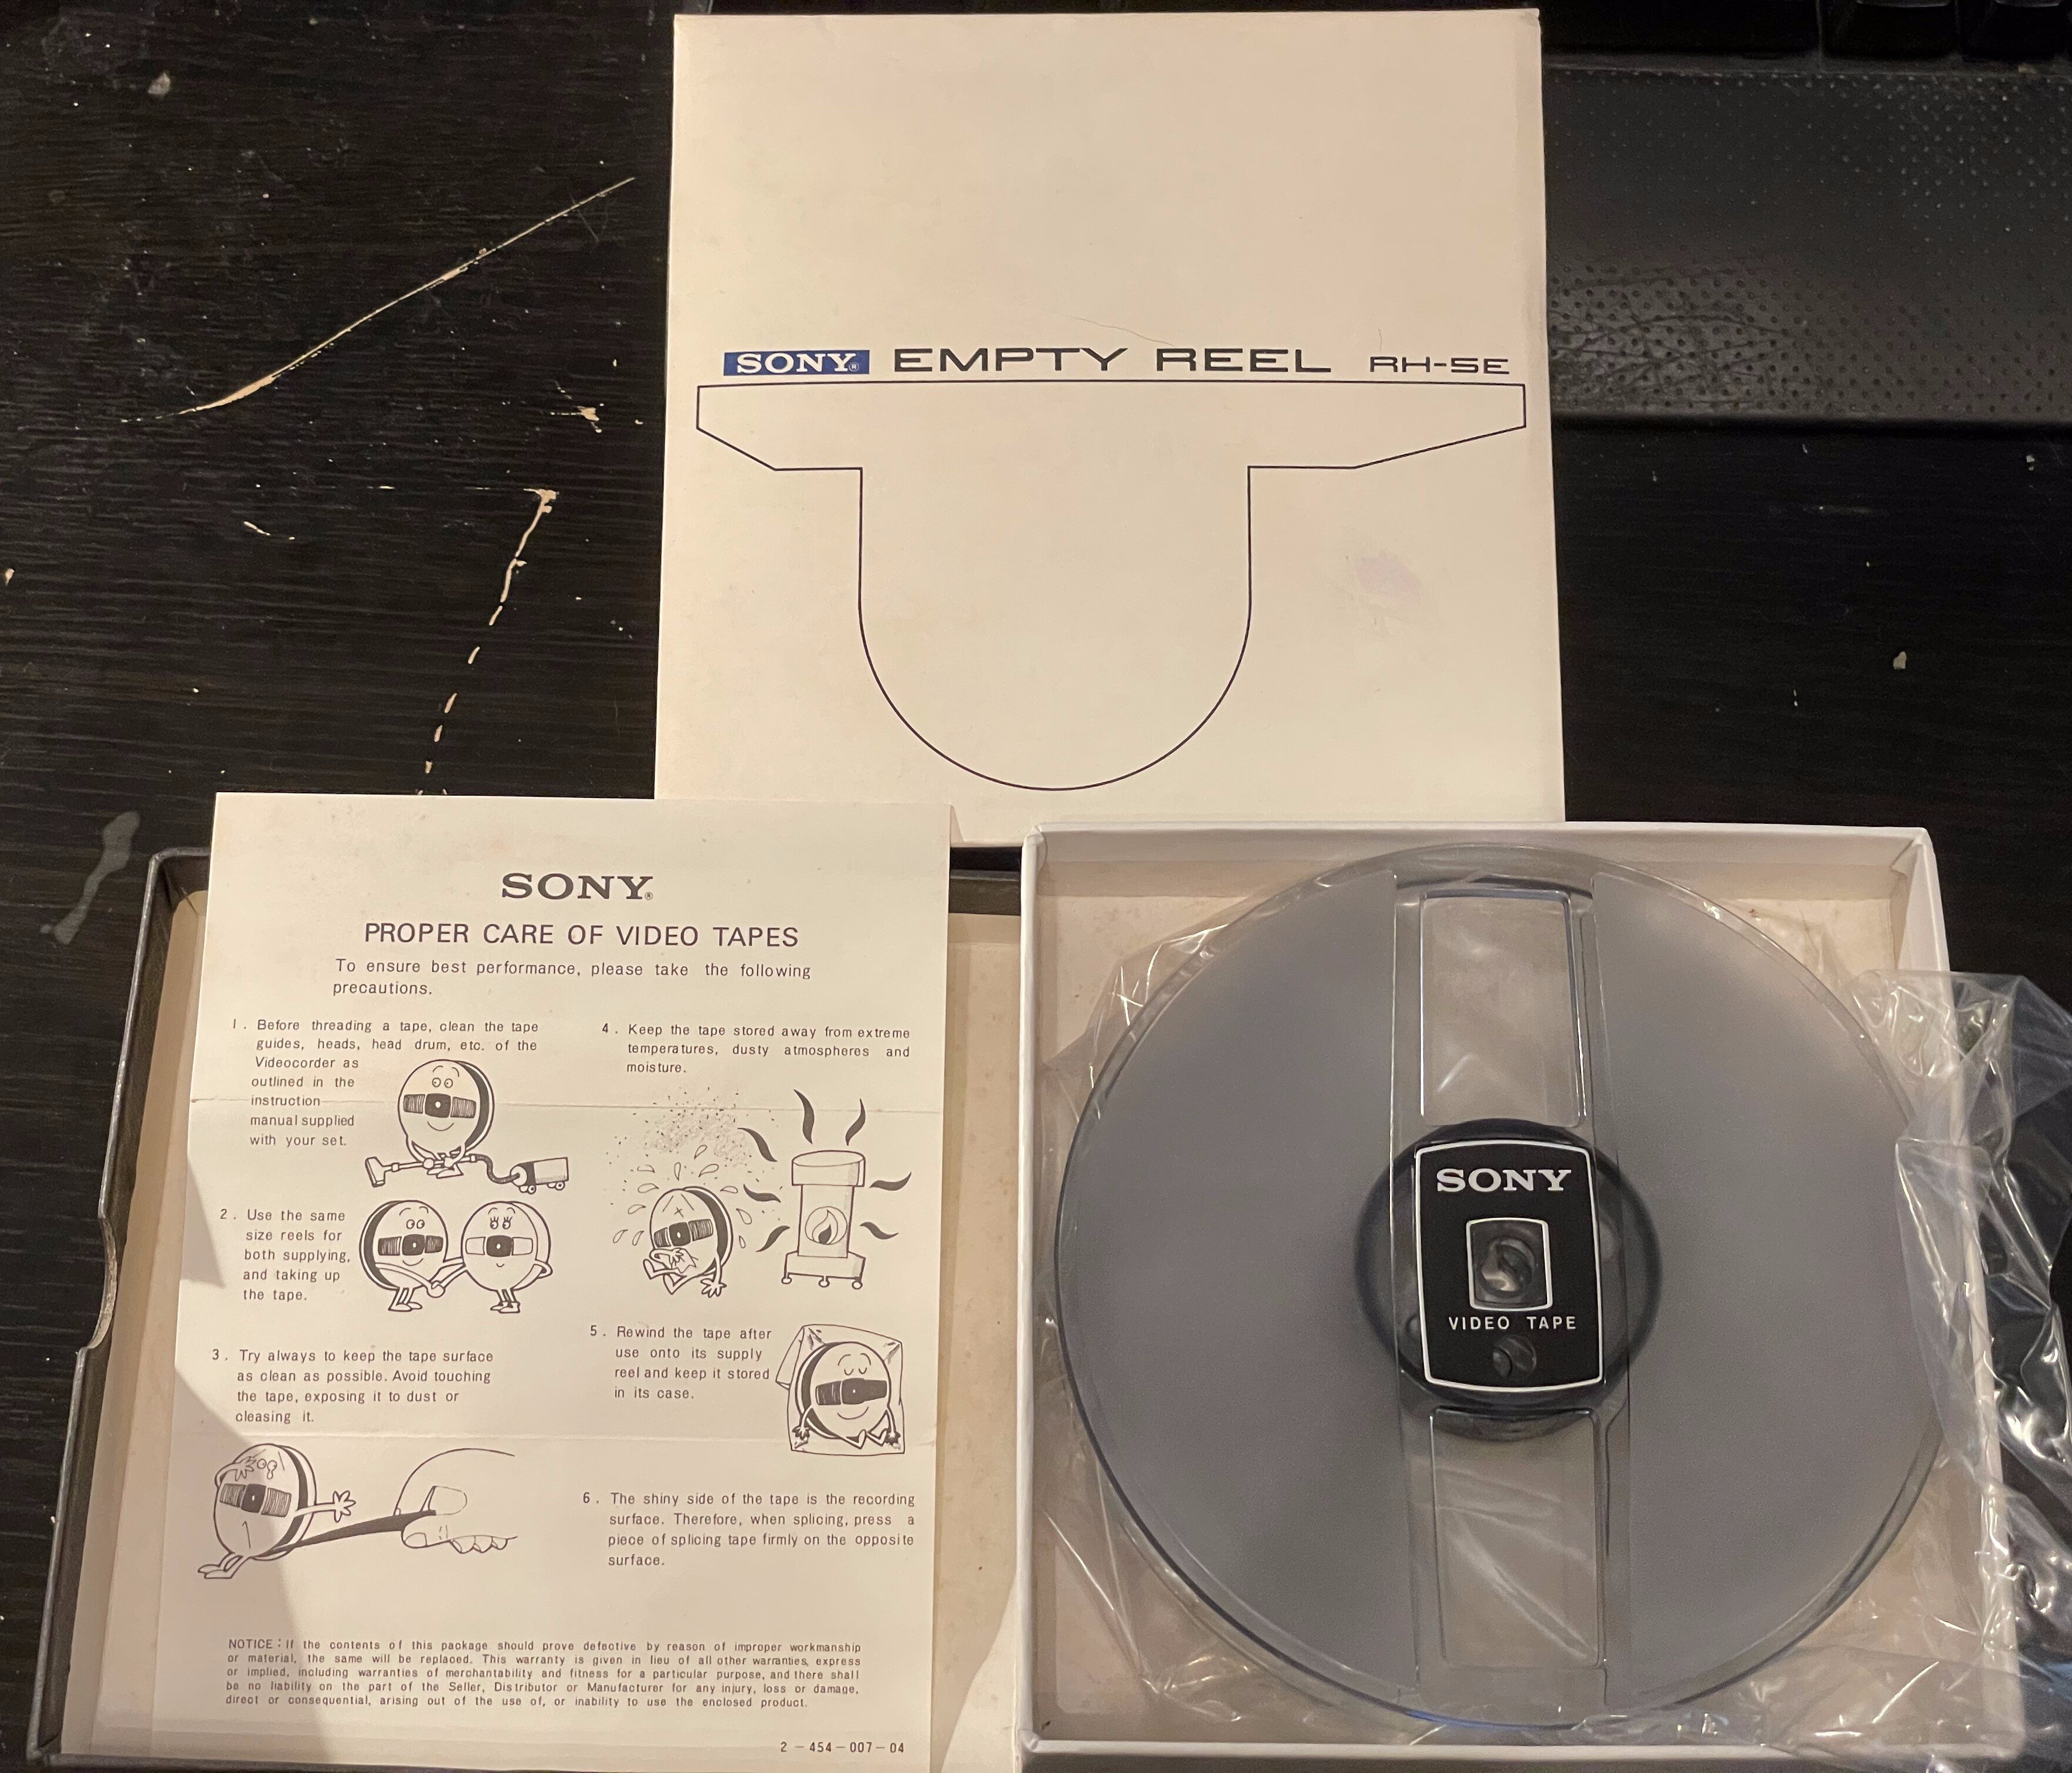 SONY® EMPTY REEL RH-5E
SONY®
PROPER CARE OF VIDEO TAPES
To ensure best performance, please take the following
precautions.
1. Before threading a tape, clean the tape
guides, heads, head drum, etc. of the
Videocorder as
outlined in the
instruction
manual supplied
with your set.
2. Use the same
size reels for
both supplying,
and taking up
the tape.
3. Try always to keep the tape surface
as clean as possible. Avoid touching
the tape, exposing it to dust or
cleasing it.
4. Keep the tape stored away from extreme
temperatures, dusty atmospheres and
moisture.
5. Rewind the tape after
use onto its supply
reel and keep it stored
in its case.
6. The shiny side of the tape is the recording
surface. Therefore, when splicing, press a
piece of splicing tape firmly on the opposite
surface.
NOTICE: If the contents of this package should prove defective by reason of improper workmanship
or material, the same will be replaced. This warranty is given in lieu of all other warranties, express
or implied, including warranties of merchantability and fitness for a particular purpose, and there shall
be no liability on the part of the Seller, Distributor or Manufacturer for any injury, loss or damage,
direct or consequential, arising out of the use of, or inability to use the enclosed product.
2-454-007-04
SONY
VIDEO TAPE